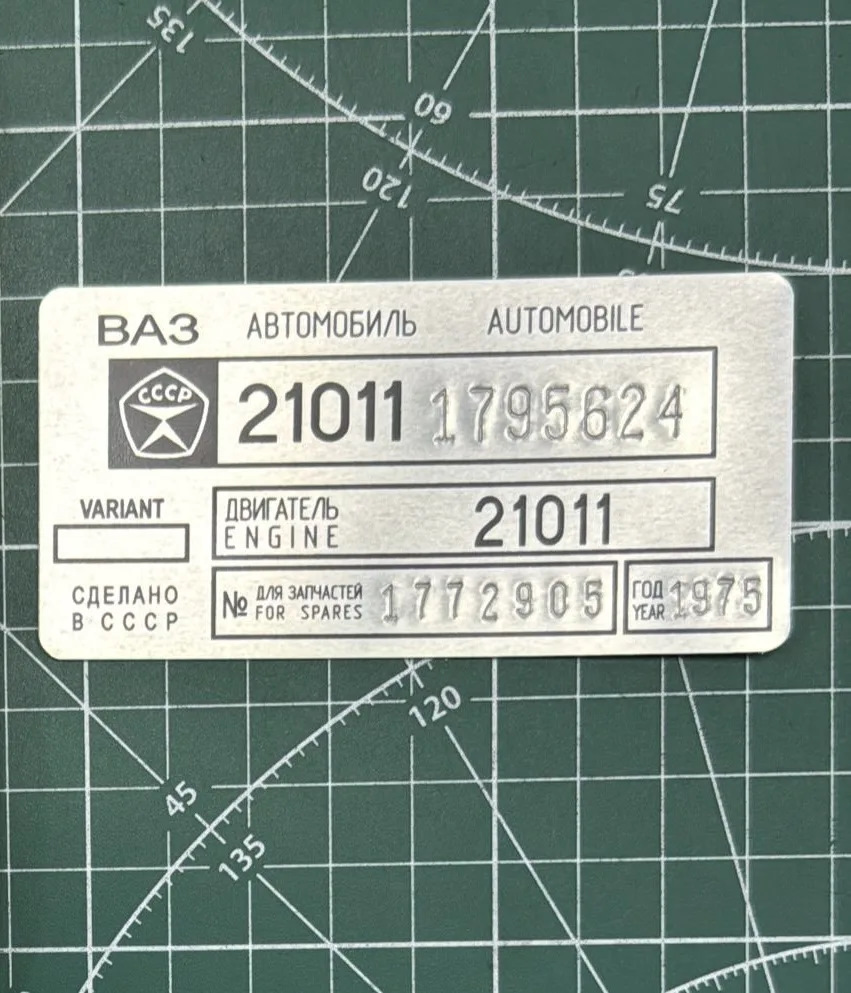 135
60
120
75
ВАЗ АВТОМОБИЛЬ AUTOMOBILE
СССР 21011 1795624
VARIANT
ДВИГАТЕЛЬ 21011
ENGINE
СДЕЛАНО
В СССР
№ ДЛЯ ЗАПЧАСТЕЙ 1772905
FOR SPARES
ГОД 1975
YEAR
120
45
135